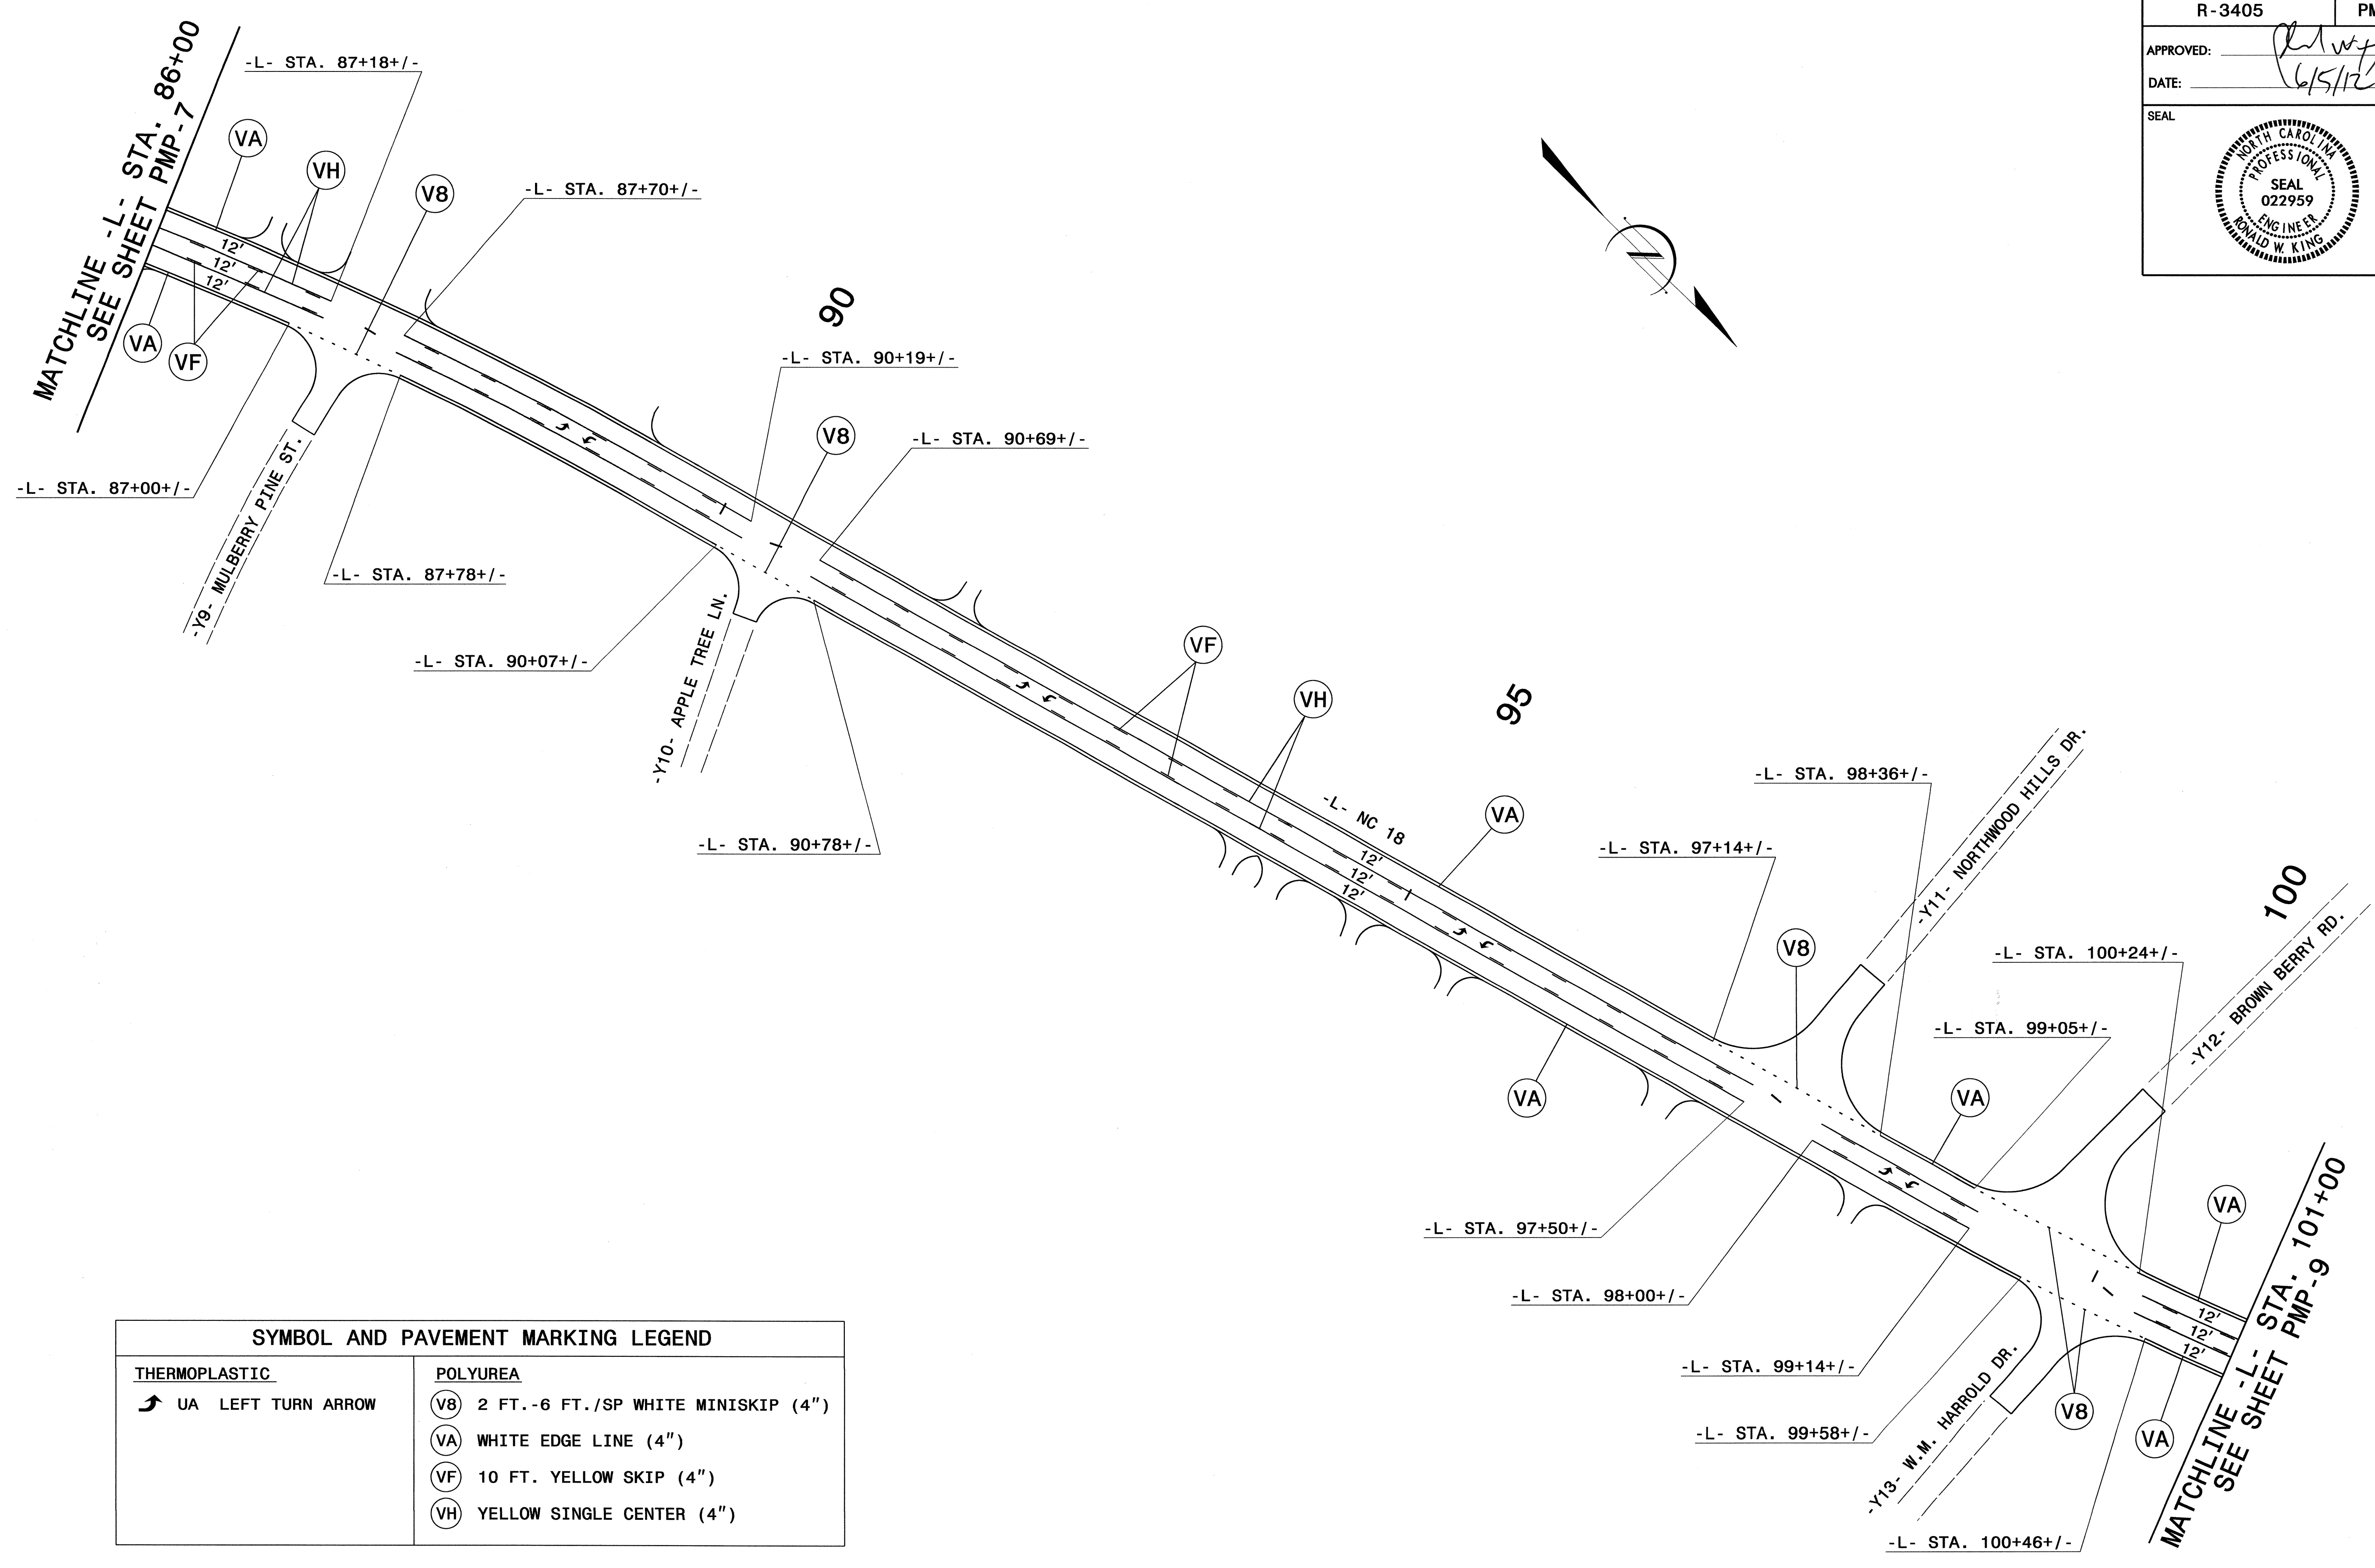 R-3405
APPROVED:
DATE: 6/5/12
SEAL
NORTH CAROLINA
PROFESSIONAL
SEAL
022959
ENGINEER
RONALD W. KING
MATCHLINE -L- STA. 86+00
SEE SHEET PMP-7
-L- STA. 87+18+/-
VA
VH
V8
-L- STA. 87+70+/-
12'
12'
12'
VA
VF
90
-L- STA. 90+19+/-
V8
-L- STA. 90+69+/-
-L- STA. 87+00+/-
-Y9- MULBERRY PINE ST.
-L- STA. 87+78+/-
-L- STA. 90+07+/-
-Y10- APPLE TREE LN.
-L- STA. 90+78+/-
VF
VH
95
-L- NC 18
12'
12'
12'
VA
VA
-L- STA. 98+36+/-
-L- STA. 97+14+/-
-Y11- NORTHWOOD HILLS DR.
V8
100
-L- STA. 100+24+/-
-L- STA. 99+05+/-
-Y12- BROWN BERRY RD.
VA
VA
-L- STA. 97+50+/-
-L- STA. 98+00+/-
-L- STA. 99+14+/-
-L- STA. 99+58+/-
-Y13- W.M. HARROLD DR.
V8
12'
12'
12'
VA
-L- STA. 100+46+/-
MATCHLINE -L- STA. 101+00
SEE SHEET PMP-9
SYMBOL AND PAVEMENT MARKING LEGEND
THERMOPLASTIC
UA LEFT TURN ARROW
POLYUREA
V8 2 FT.-6 FT./SP WHITE MINISKIP (4")
VA WHITE EDGE LINE (4")
VF 10 FT. YELLOW SKIP (4")
VH YELLOW SINGLE CENTER (4")